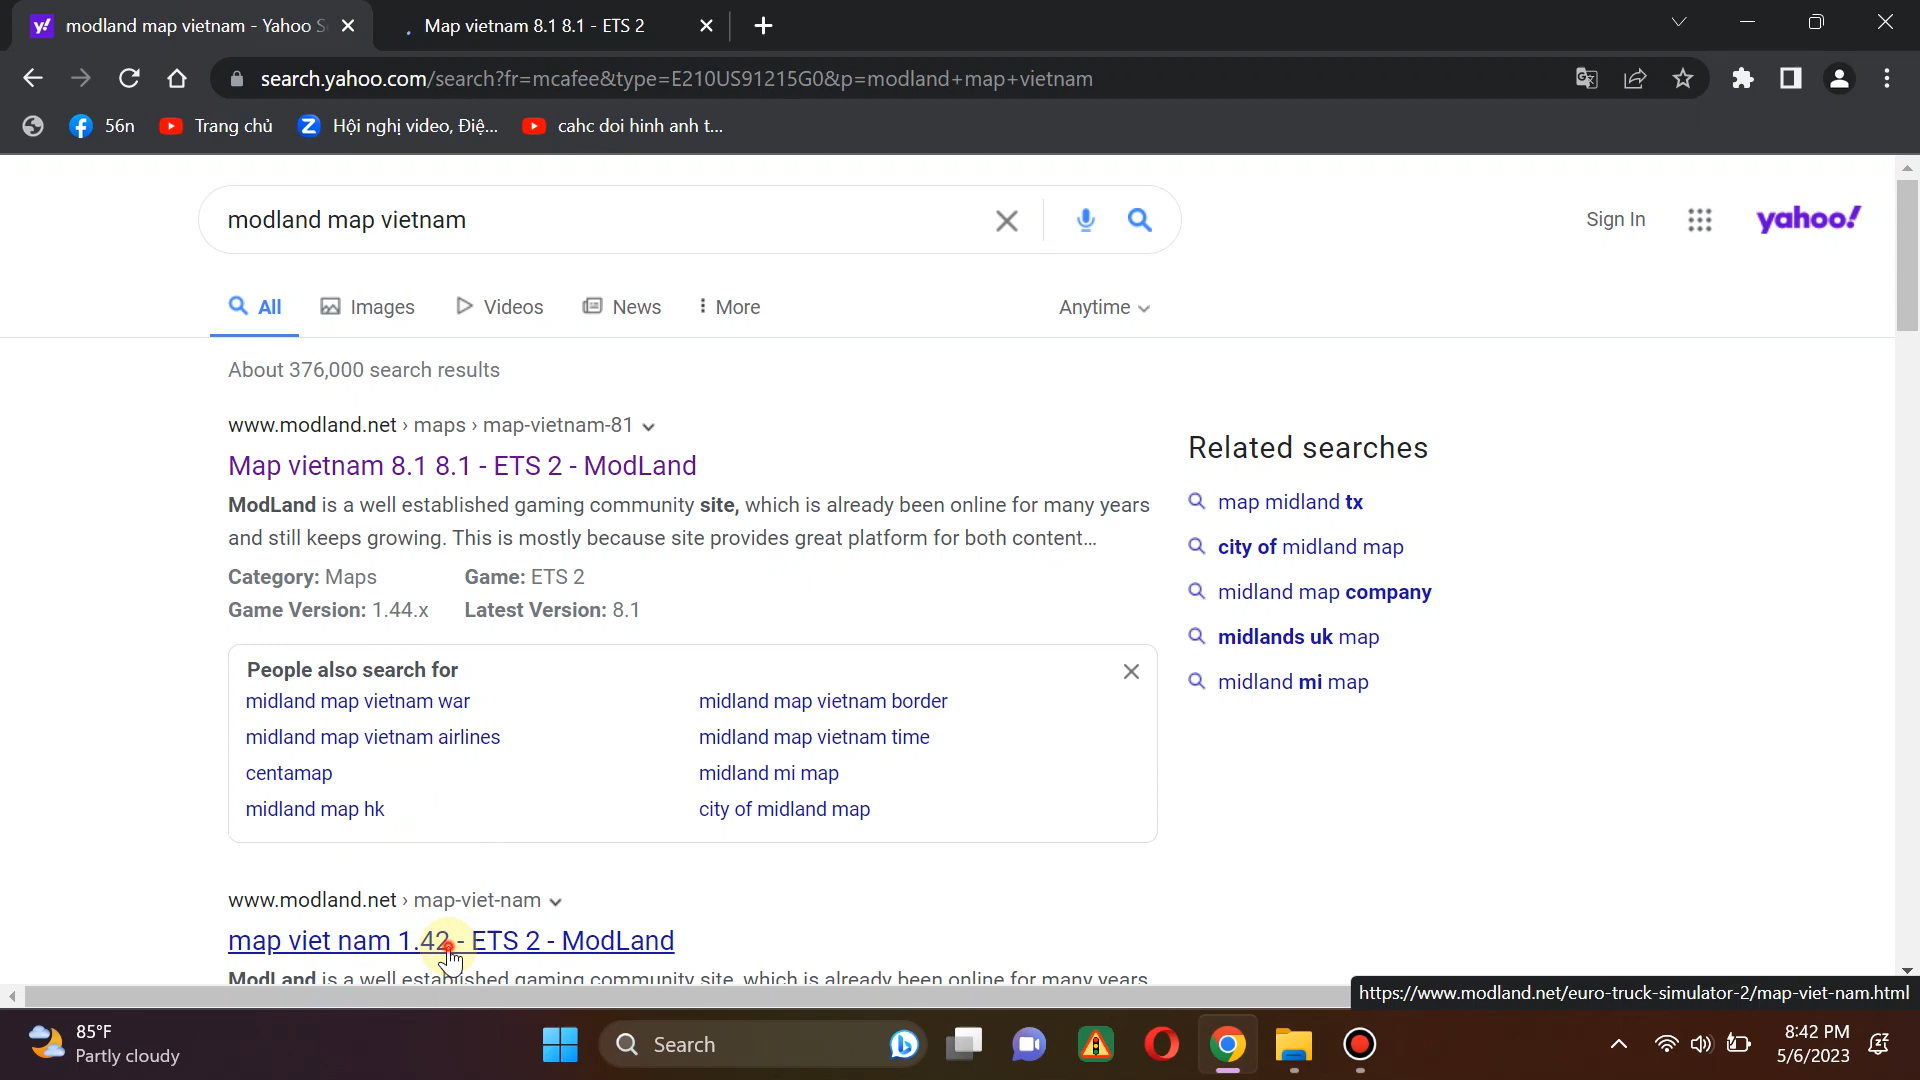 modland map vietnam - Yahoo S
Map vietnam 8.1 8.1 - ETS 2
search.yahoo.com/search?fr=mcafee&type=E210US91215G0&p=modland+map+vietnam
56n
Trang chủ
Hội nghị video, Điệ...
cahc doi hinh anh t...
modland map vietnam
Sign In
yahoo!
All
Images
Videos
News
More
Anytime
About 376,000 search results
www.modland.net › maps › map-vietnam-81
Map vietnam 8.1 8.1 - ETS 2 - ModLand
ModLand is a well established gaming community site, which is already been online for many years
and still keeps growing. This is mostly because site provides great platform for both content...
Category: Maps Game: ETS 2
Game Version: 1.44.x Latest Version: 8.1
People also search for
midland map vietnam war
midland map vietnam border
midland map vietnam airlines
midland map vietnam time
centamap
midland mi map
midland map hk
city of midland map
Related searches
map midland tx
city of midland map
midland map company
midlands uk map
midland mi map
www.modland.net › map-viet-nam
map viet nam 1.42 - ETS 2 - ModLand
ModLand is a well established gaming community site, which is already been online for many years
https://www.modland.net/euro-truck-simulator-2/map-viet-nam.html
85°F
Partly cloudy
Search
8:42 PM
5/6/2023